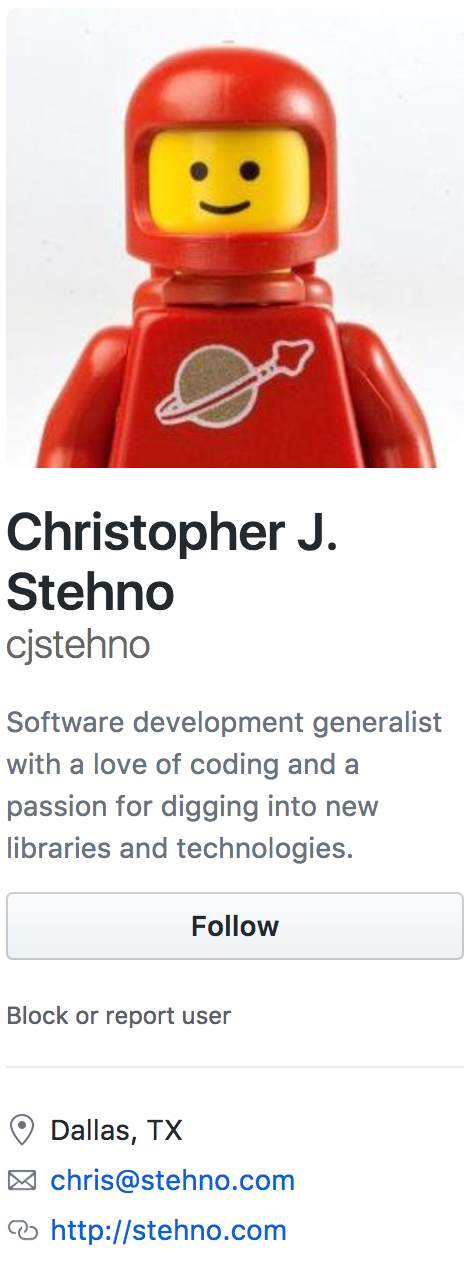 Christopher J.
Stehno
cjstehno
Software development generalist
with a love of coding and a
passion for digging into new
libraries and technologies.
Follow
Block or report user
Dallas, TX
chris@stehno.com
http://stehno.com